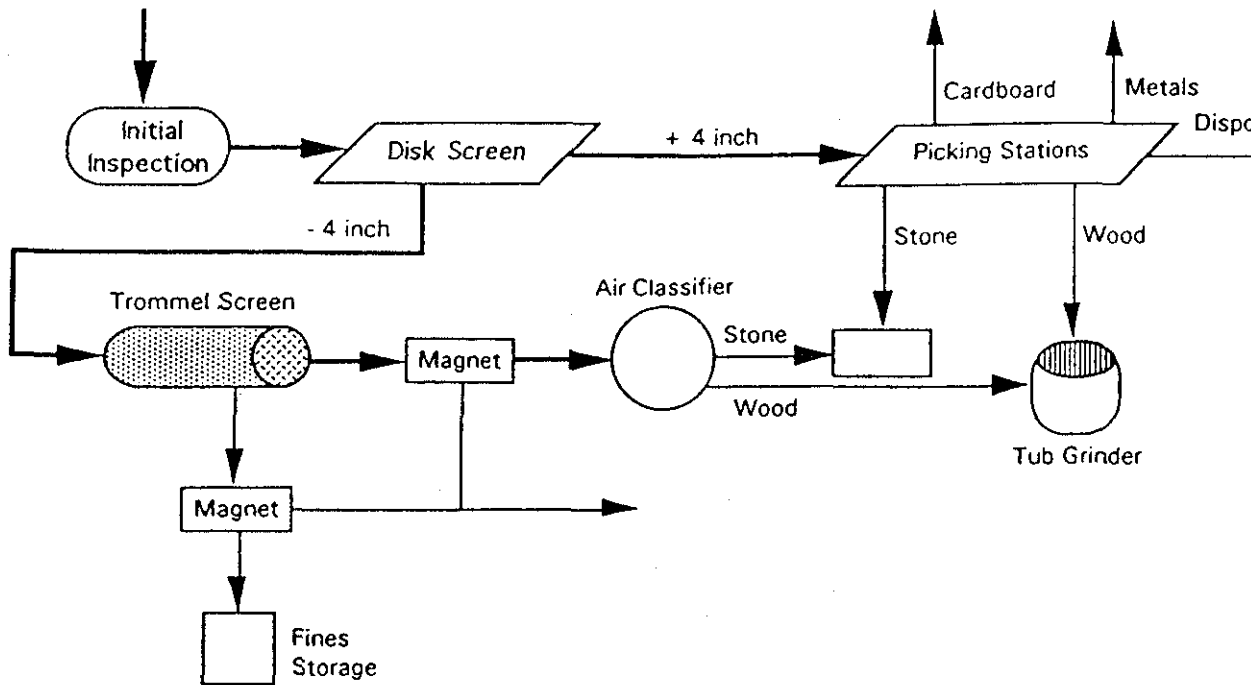 Cardboard
Metals
Initial
Inspection
Disk Screen
+ 4 inch
Picking Stations
- 4 inch
Stone
Wood
Trommel Screen
Air Classifier
Magnet
Stone
Wood
Tub Grinder
Magnet
Fines
Storage